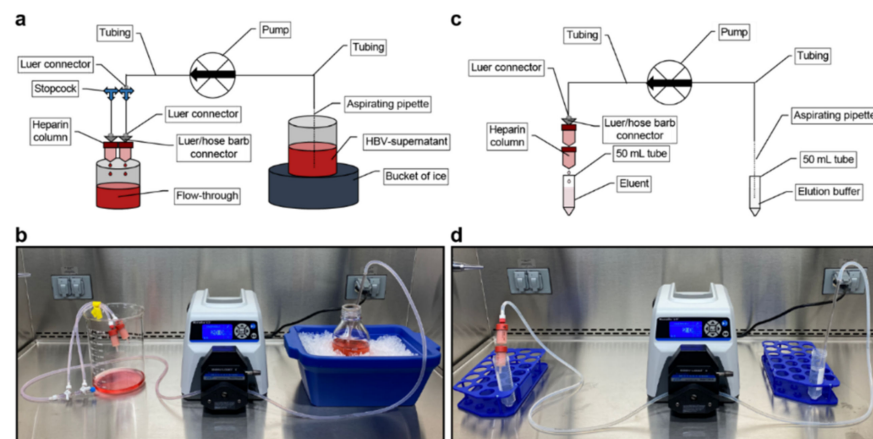 a
Tubing
Pump
Tubing
Luer connector
Stopcock
Aspirating pipette
Luer connector
Heparin
column
Luer/hose barb
connector
HBV-supernatant
Bucket of ice
Flow-through
c
Tubing
Pump
Tubing
Luer connector
Aspirating pipette
Luer/hose barb
connector
Heparin
column
50 mL tube
50 mL tube
Eluent
Elution buffer
b
d